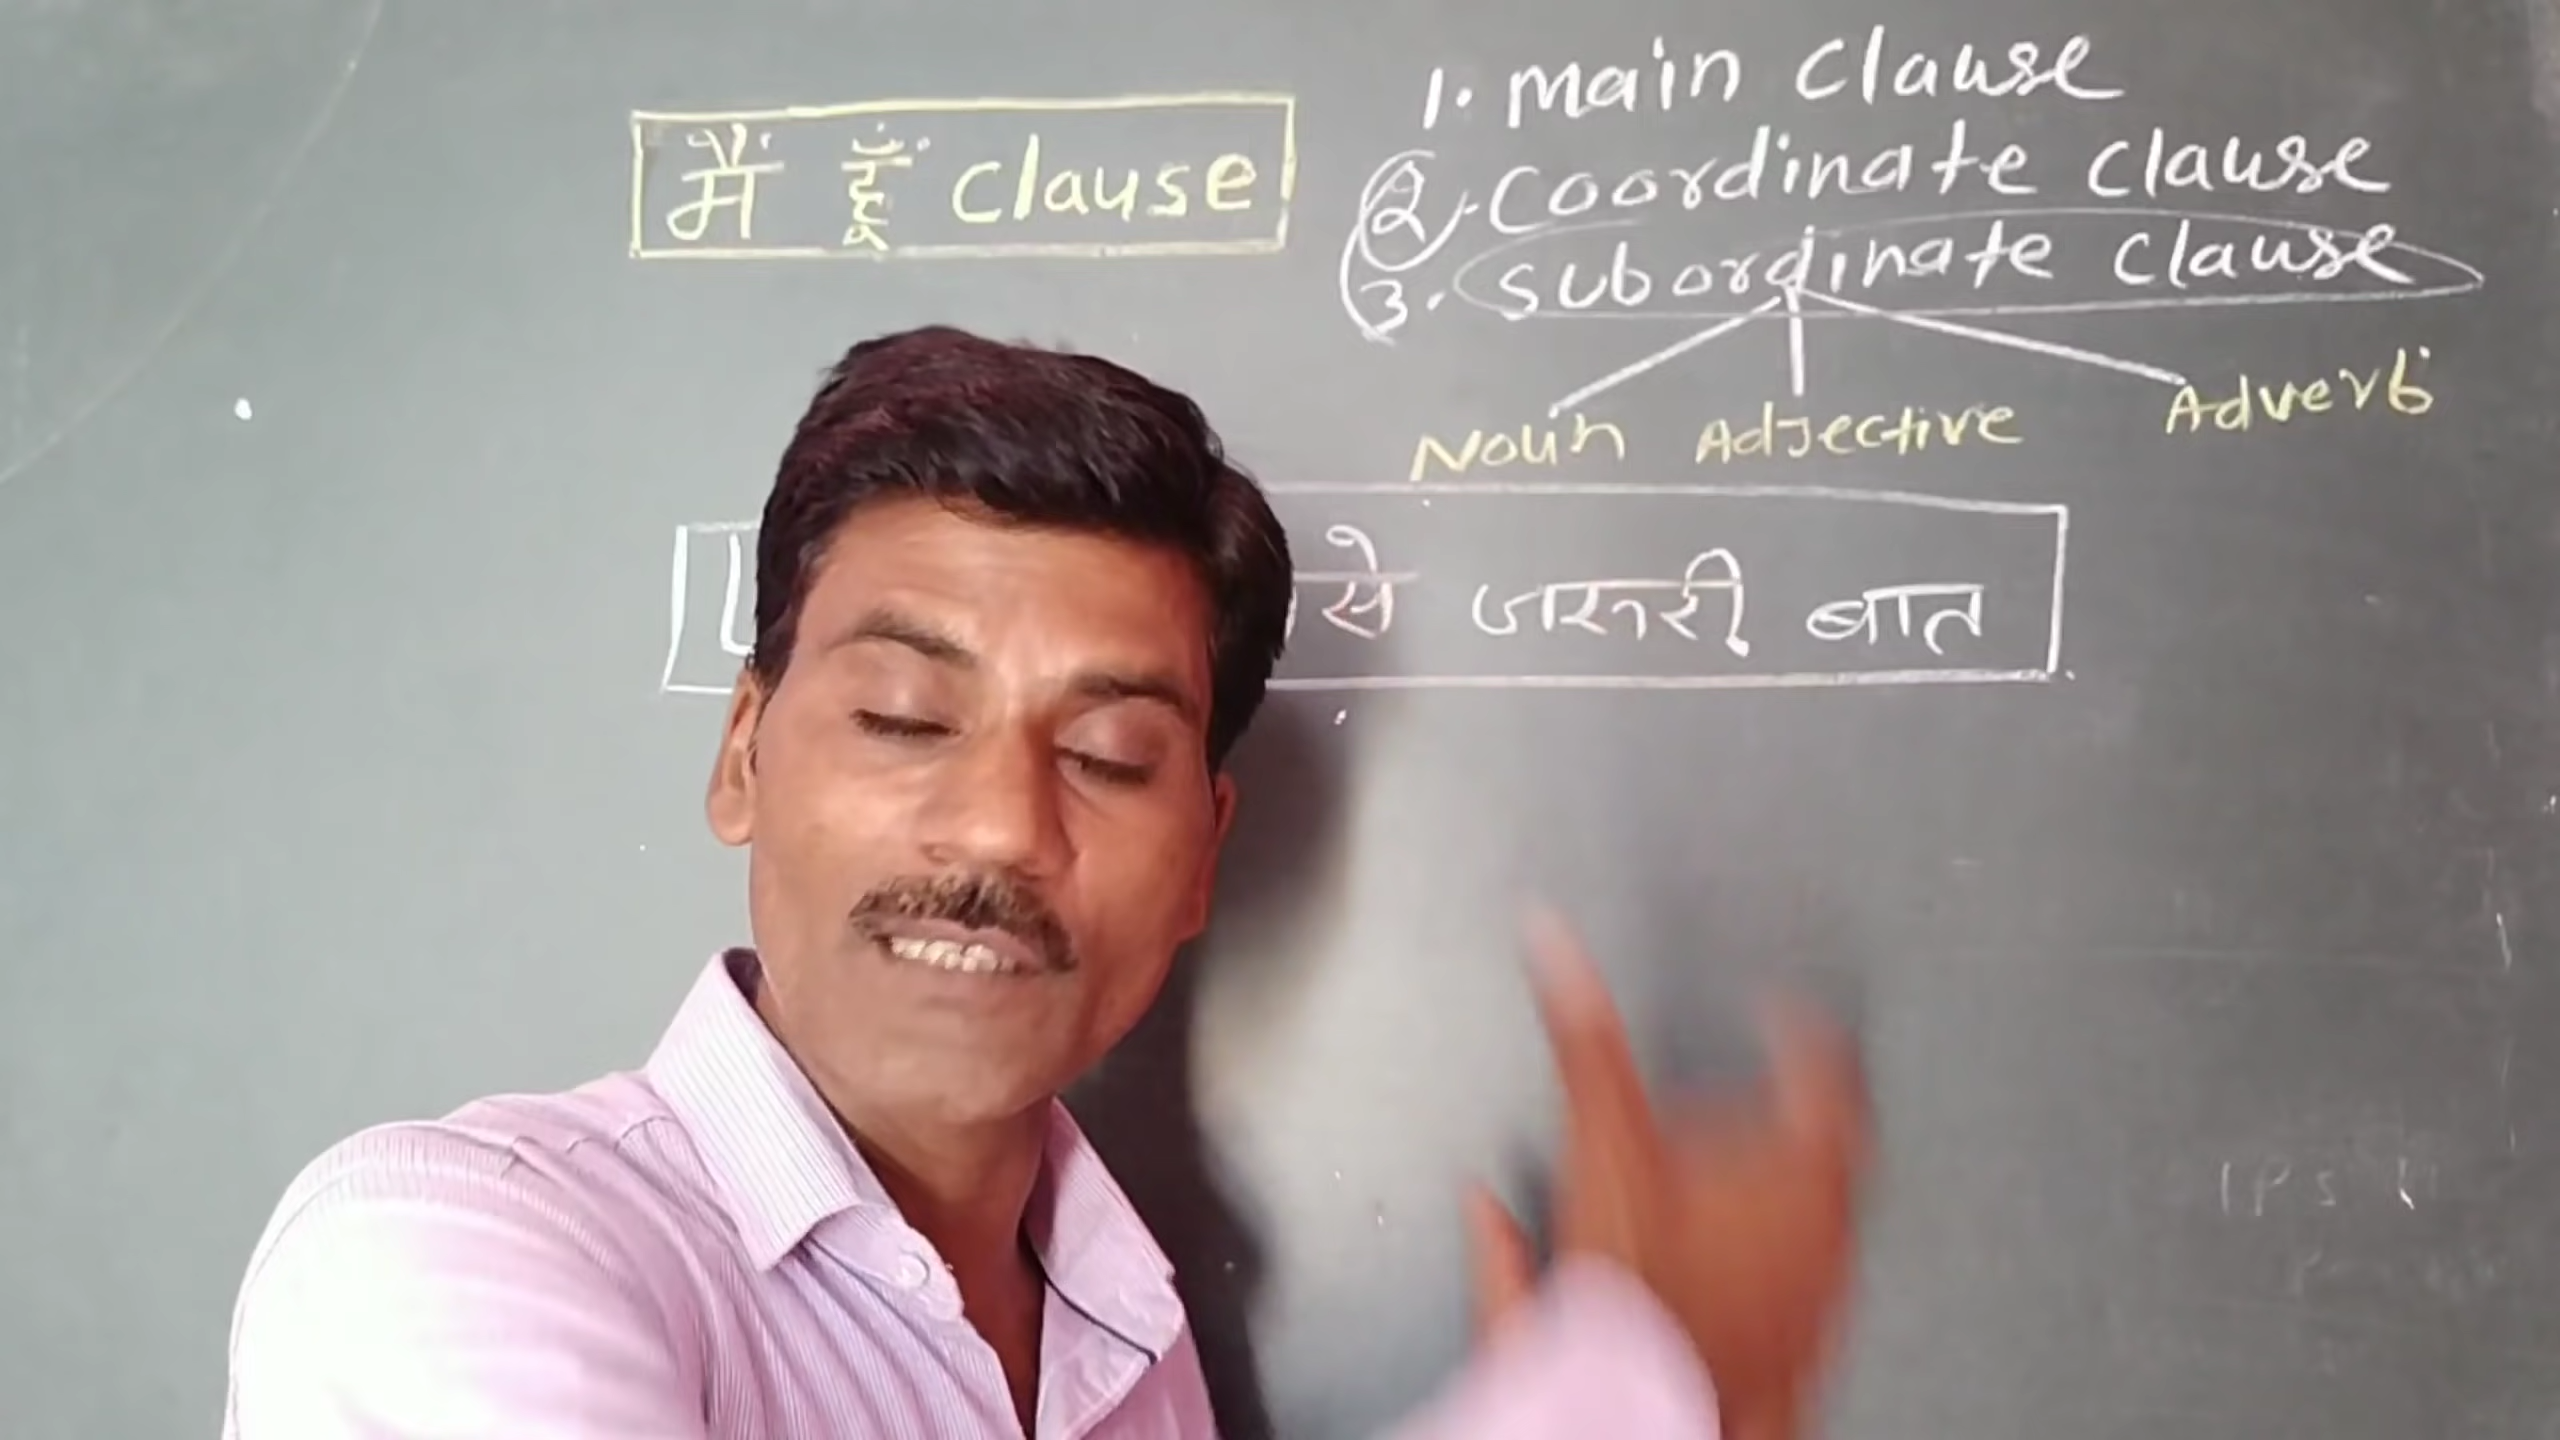 मैं हूँ clause
1. Main clause
2. Coordinate clause
3. Subordinate clause
Noun Adjective Adverb
से जरूरी बात